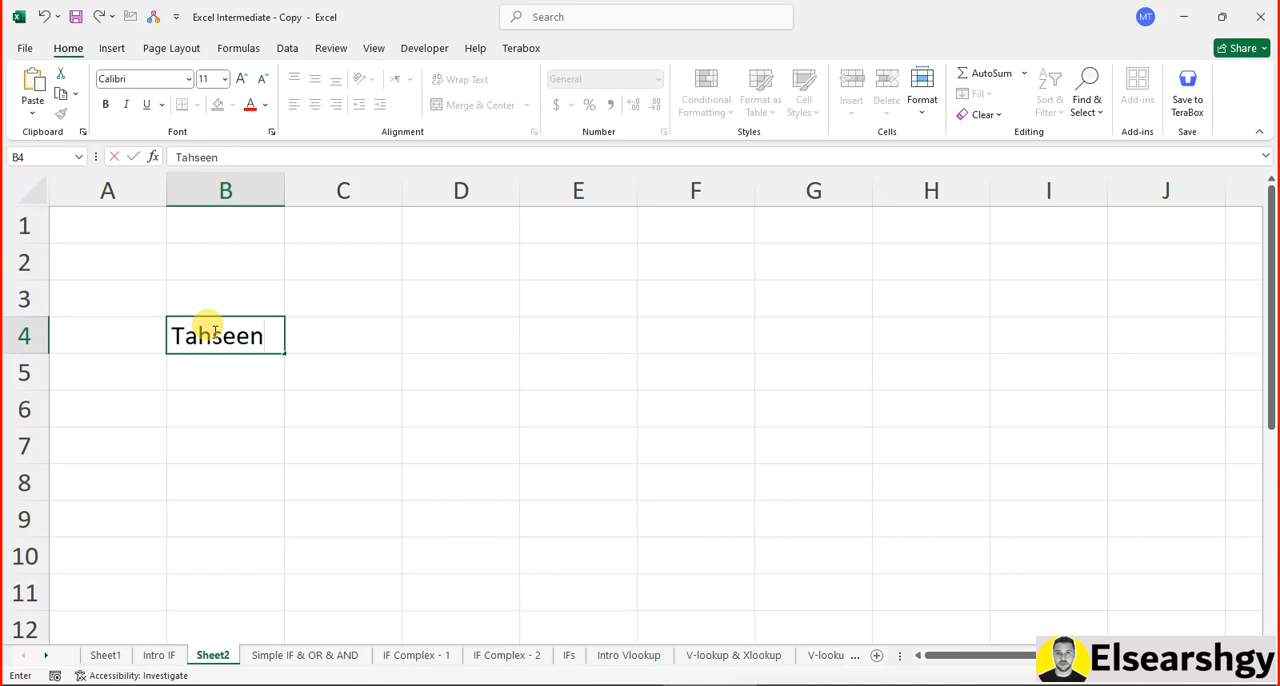 Excel Intermediate - Copy - Excel
Search
MT
File Home Insert Page Layout Formulas Data Review View Developer Help Terabox Share
Paste
Calibri 11
Wrap Text
Merge & Center
General
Conditional Formatting
Format as Table
Cell Styles
Insert
Delete
Format
AutoSum
Fill
Clear
Sort & Filter
Find & Select
Add-ins
Save to TeraBox
Clipboard Font Alignment Number Styles Cells Editing Add-ins Save
B4 fx Tahseen
A B C D E F G H I J
1
2
3
4 Tahseen
5
6
7
8
9
10
11
12
Sheet1 Intro IF Sheet2 Simple IF & OR & AND IF Complex - 1 IF Complex - 2 IFs Intro Vlookup V-lookup & Xlookup V-looku ...
Enter Accessibility: Investigate
Elsearshgy